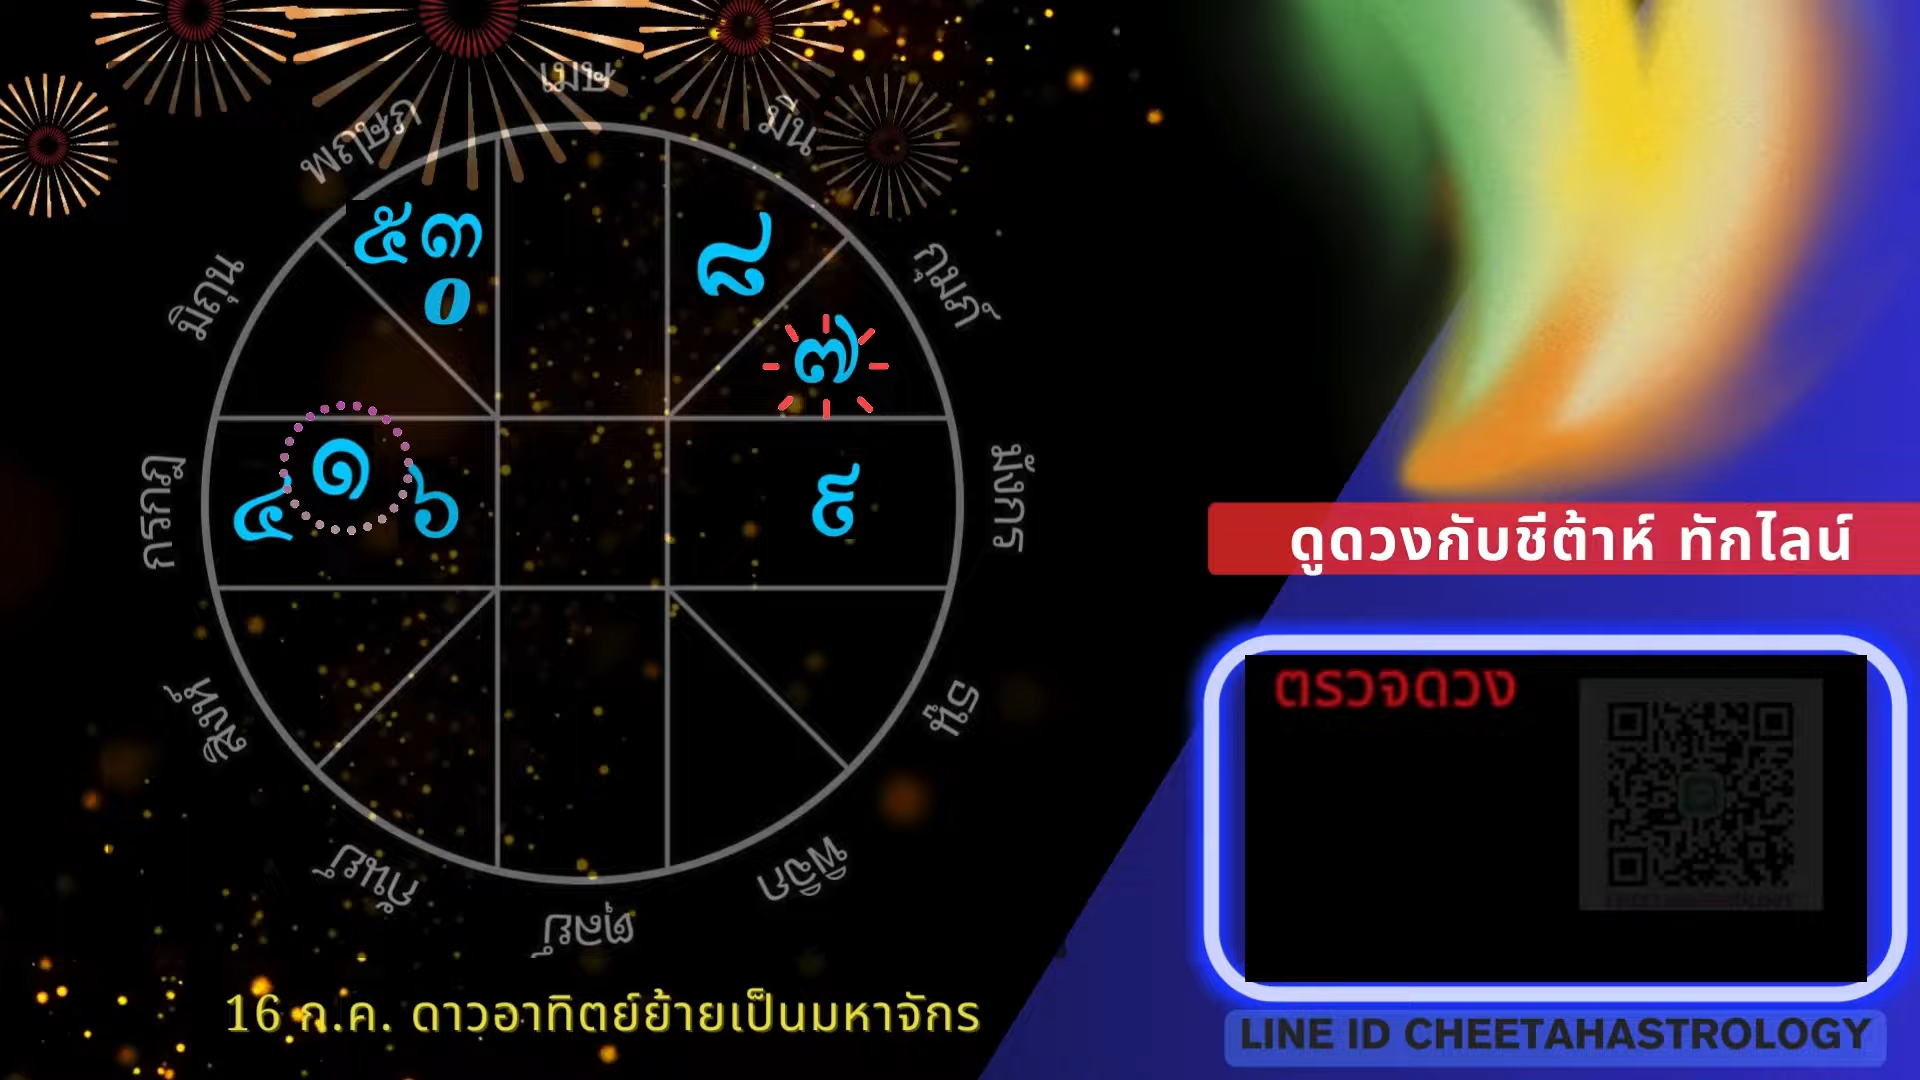 เมษ
พฤษภ
มีน
มิถุน
กุมภ์
๕ ๓
๐
๘
๗
กรกฎ
๔ ๑ ๖
๙
มังกร
สิงห์
ธนู
กันย์
พิจิก
ตุลย์
16 ก.ค. ดาวอาทิตย์ย้ายเป็นมหาจักร
ดูดวงกับชีต้าห์ ทักไลน์
ตรวจดวง
LINE ID CHEETAHASTROLOGY